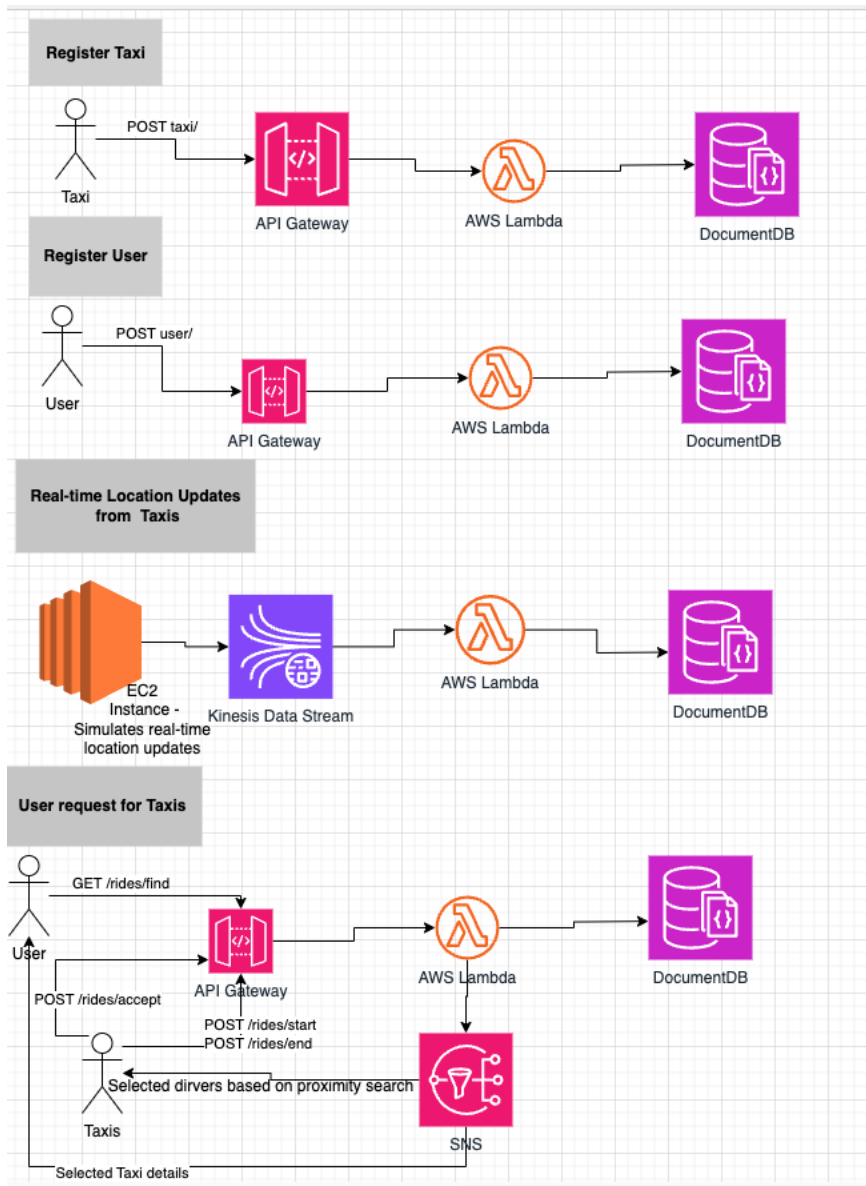 Register Taxi
POST taxi/
Taxi
API Gateway
AWS Lambda
DocumentDB
Register User
POST user/
User
API Gateway
AWS Lambda
DocumentDB
Real-time Location Updates
from Taxis
EC2
Instance -
Simulates real-time
location updates
Kinesis Data Stream
AWS Lambda
DocumentDB
User request for Taxis
GET /rides/find
User
API Gateway
AWS Lambda
DocumentDB
POST /rides/accept
POST /rides/start
POST /rides/end
Selected dirvers based on proximity search
Taxis
SNS
Selected Taxi details